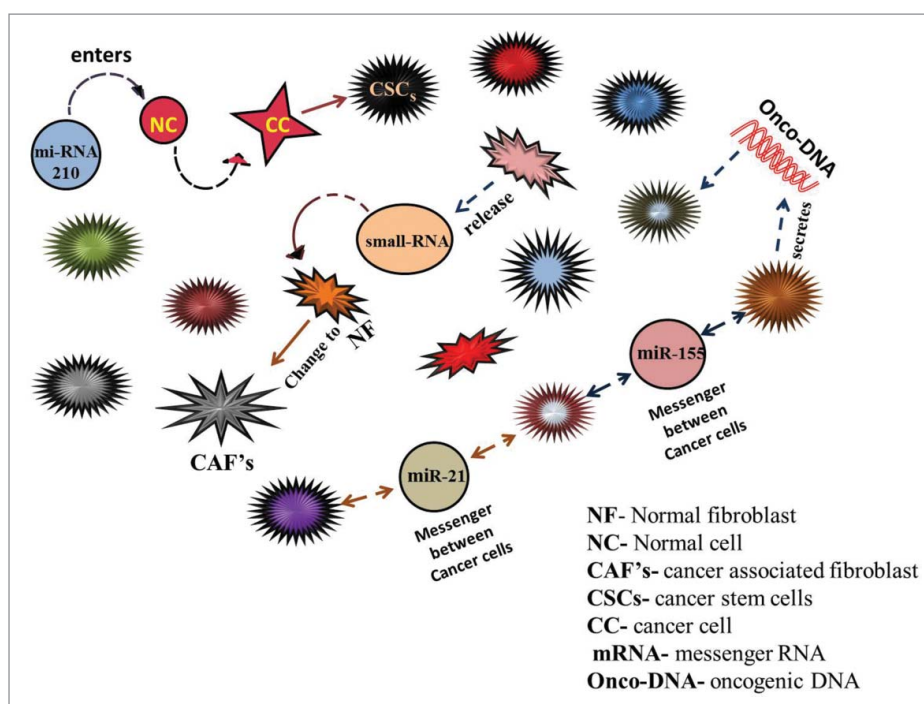 enters
mi-RNA
210
NC
CC
CSCs
Onco-DNA
release
small-RNA
secretes
NF
Change to
CAF's
miR-155
Messenger
between
Cancer cells
miR-21
Messenger
between
Cancer cells
NF- Normal fibroblast
NC- Normal cell
CAF's- cancer associated fibroblast
CSCs- cancer stem cells
CC- cancer cell
mRNA- messenger RNA
Onco-DNA- oncogenic DNA